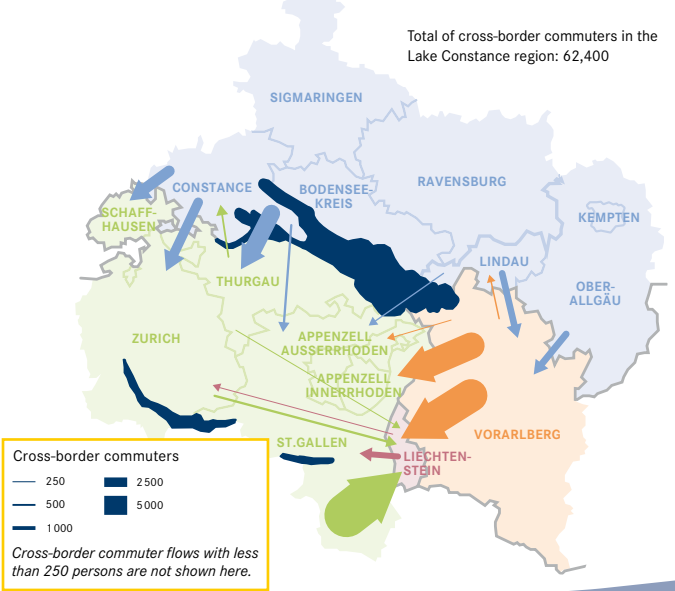 Total of cross-border commuters in the
Lake Constance region: 62,400
SIGMARINGEN
CONSTANCE
BODENSEE-
KREIS
RAVENSBURG
SCHAFF-
HAUSEN
KEMPTEN
THURGAU
LINDAU
OBER-
ALLGÄU
ZURICH
APPENZELL
AUSSERRHODEN
APPENZELL
INNERRHODEN
ST.GALLEN
VORARLBERG
LIECHTEN-
STEIN
Cross-border commuters
250
2500
500
5000
1000
Cross-border commuter flows with less
than 250 persons are not shown here.